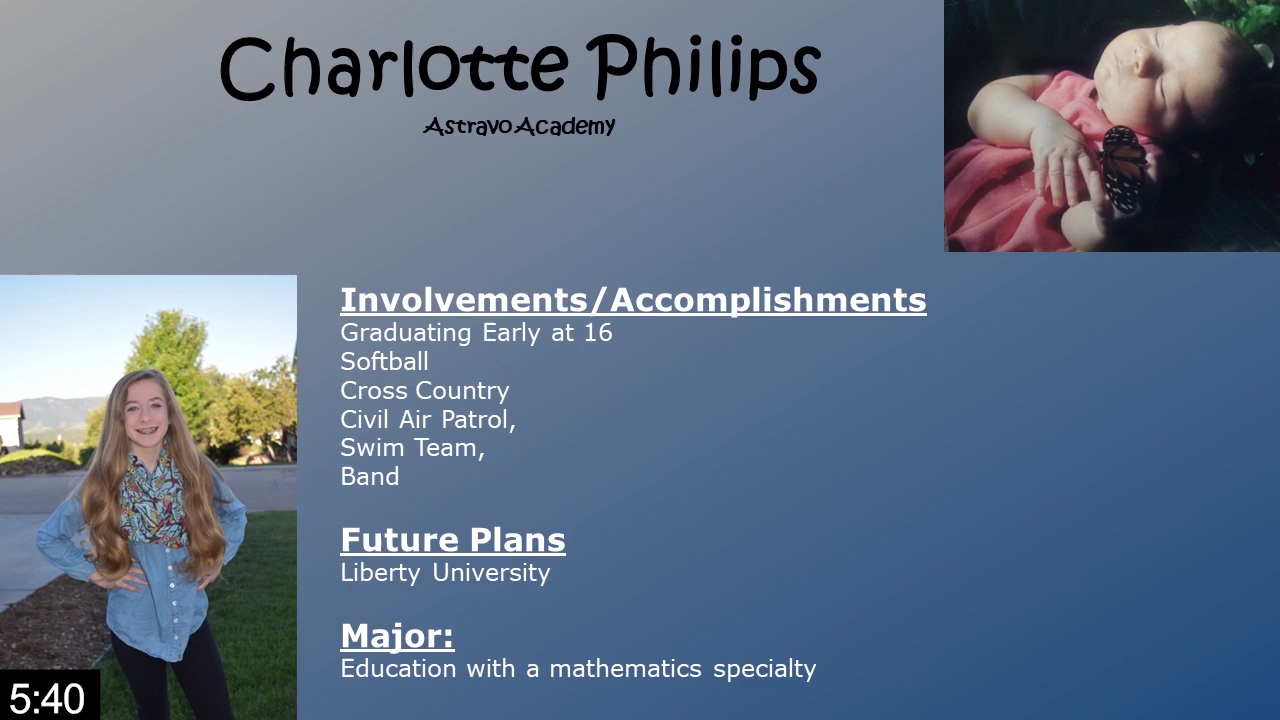 Charlotte Philips
Astravo Academy
Involvements/Accomplishments
Graduating Early at 16
Softball
Cross Country
Civil Air Patrol,
Swim Team,
Band
Future Plans
Liberty University
Major:
Education with a mathematics specialty
5:40